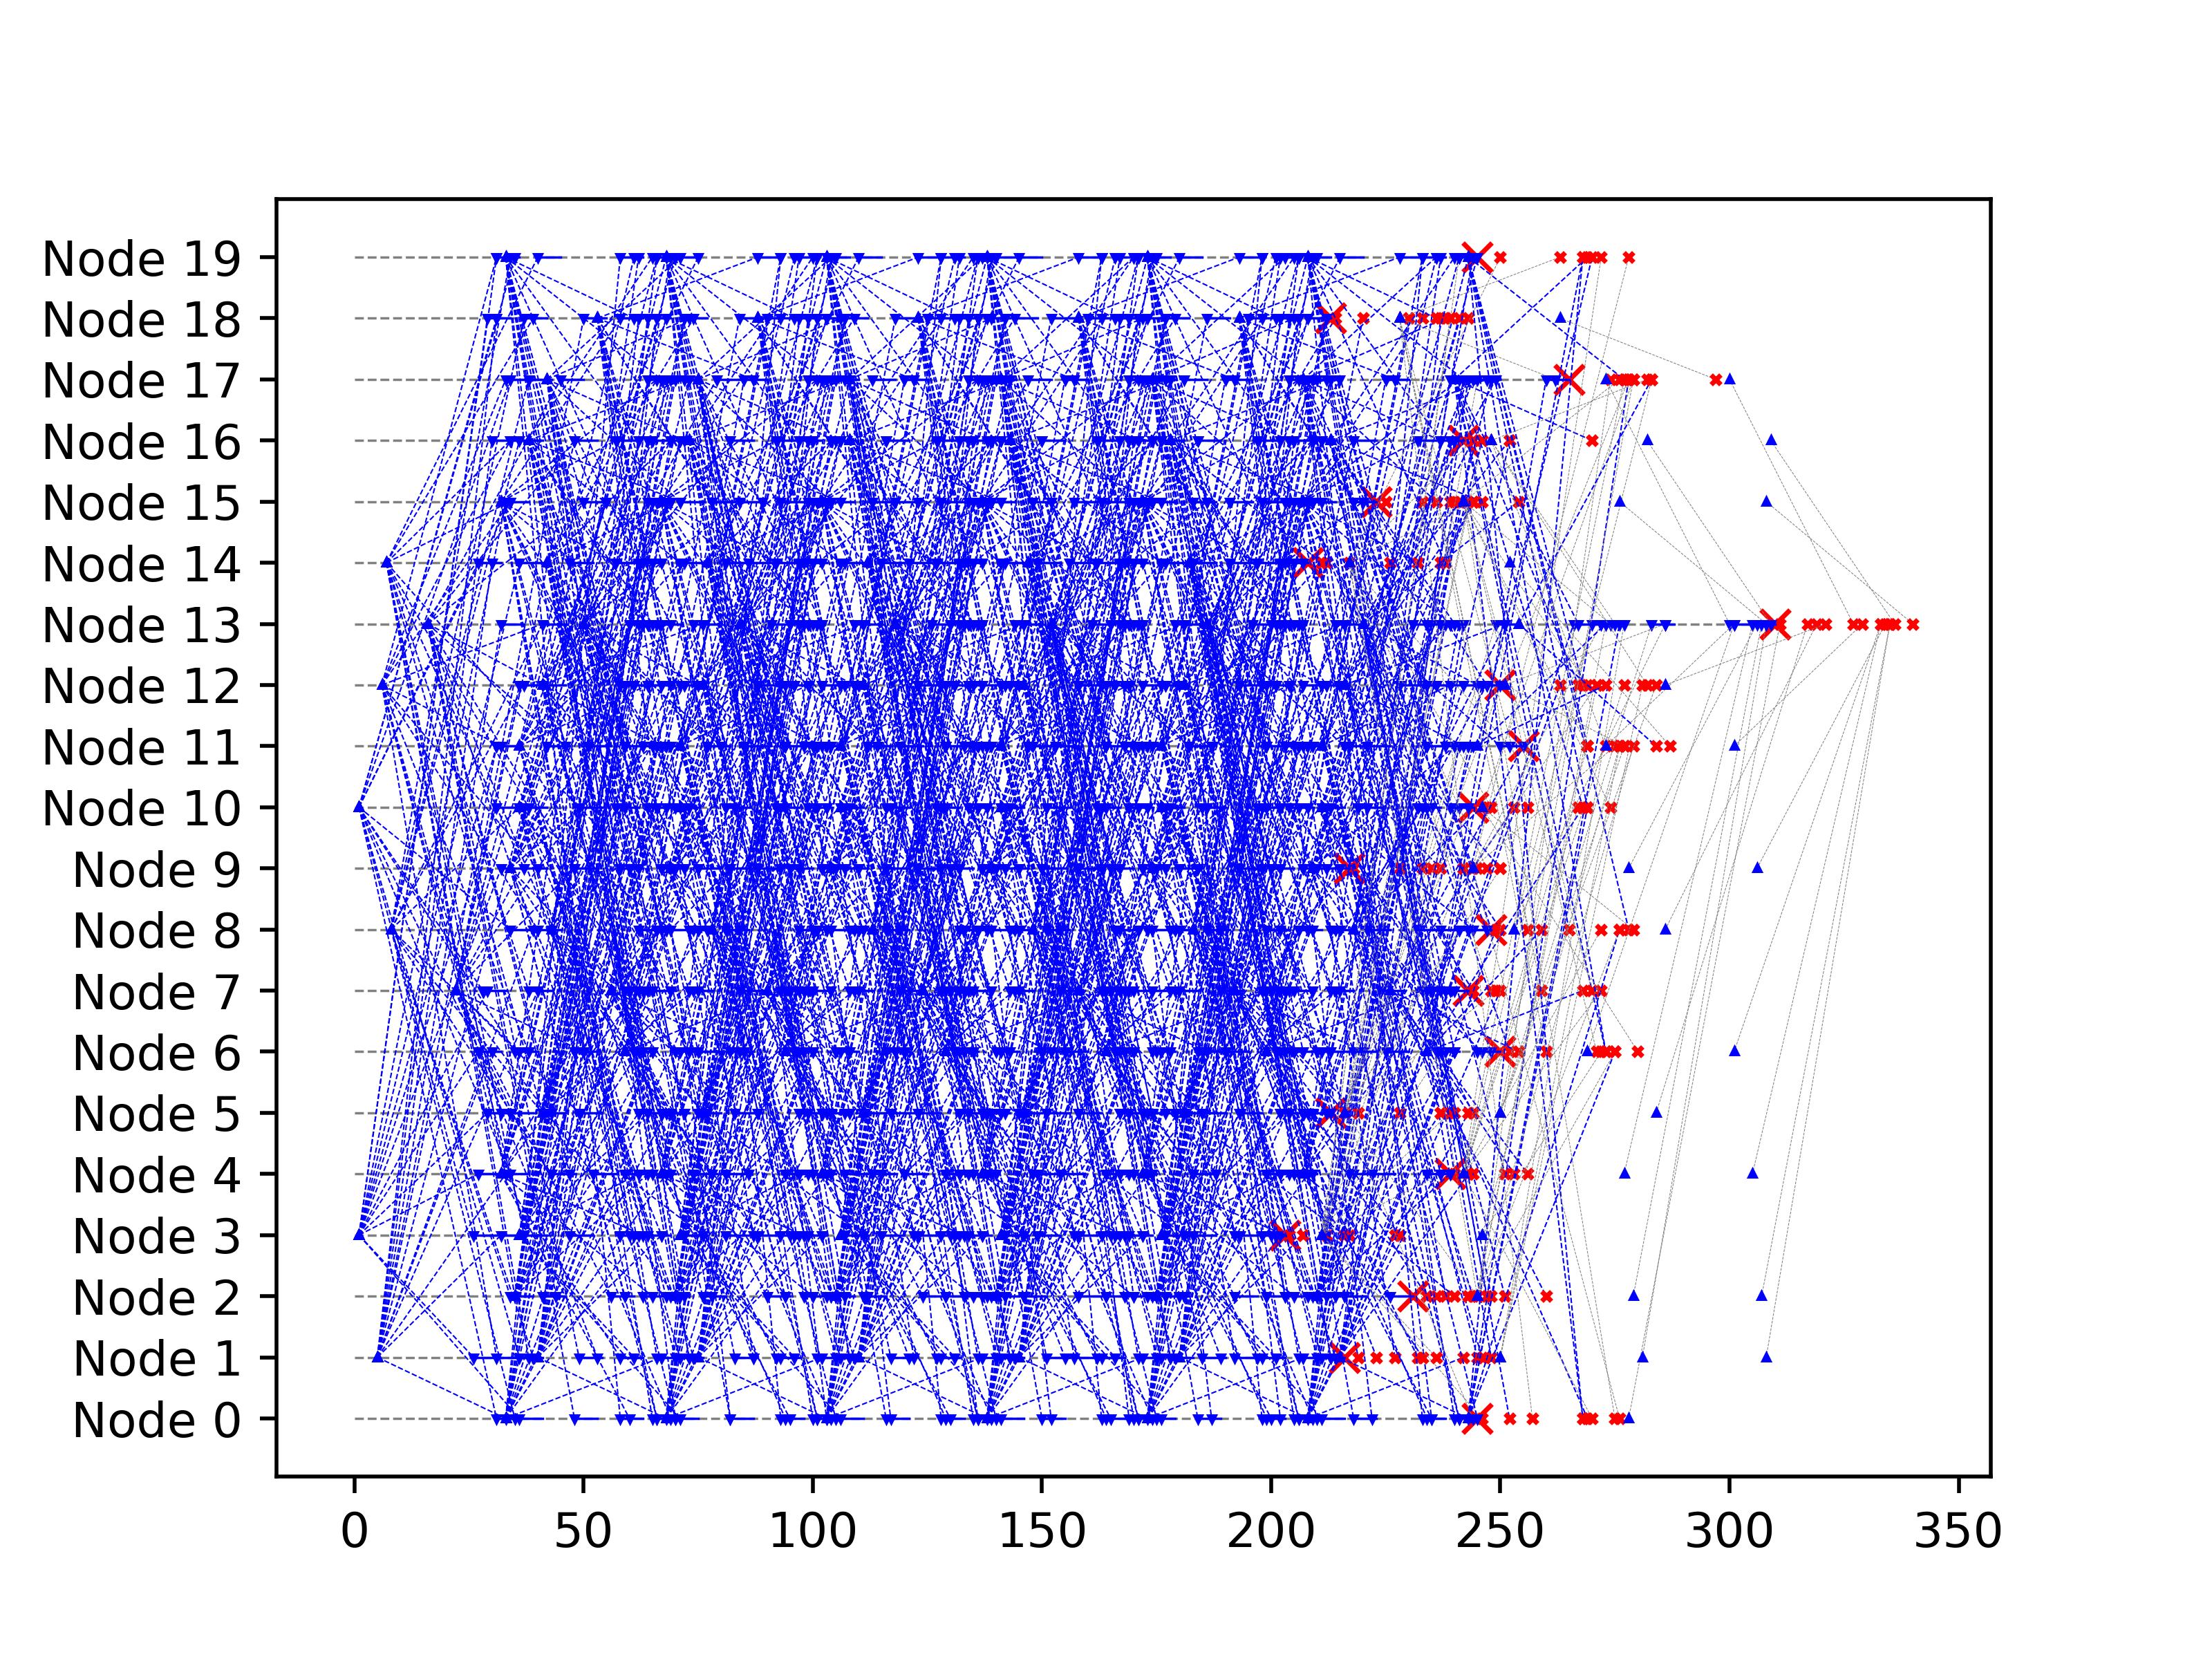 Node 19
Node 18
Node 17
Node 16
Node 15
Node 14
Node 13
Node 12
Node 11
Node 10
Node 9
Node 8
Node 7
Node 6
Node 5
Node 4
Node 3
Node 2
Node 1
Node 0
0 50 100 150 200 250 300 350